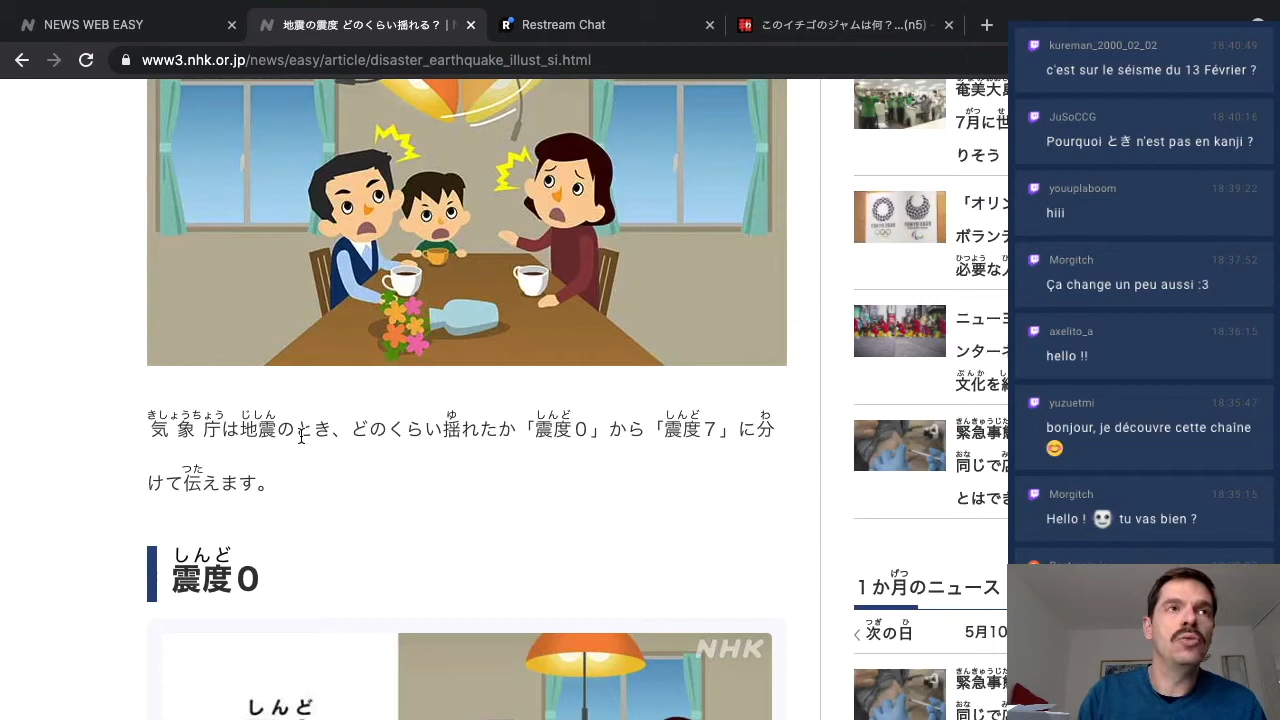 NEWS WEB EASY
地震の震度 どのくらい揺れる？ |
Restream Chat
このイチゴのジャムは何？...(n5)
www3.nhk.or.jp/news/easy/article/disaster_earthquake_illust_si.html
きしょうちょう じしん ゆ しんど しんど わ
気象庁は地震のとき、どのくらい揺れたか「震度０」から「震度７」に分
つた
けて伝えます。
しんど
震度０
NHK
しんど
奄美大
がつ せ
7月に世
りそう
「オリン
TOKYO 2020
ボラン
ひつよう
必要な
ニューヨ
ンターネ
ぶんか
文化を
きんきゅうじ
緊急事
おな
同じで
とはでき
げつ
１か月のニュース
つぎ ひ
次の日
5月10
きんきゅうじ
緊急事
おな
同じで
kureman_2000_02_02 18:40:49
c'est sur le séisme du 13 Février ?
JuSoCCG 18:40:16
Pourquoi とき n'est pas en kanji ?
youuplaboom 18:39:22
hiii
Morgitch 18:37:52
Ça change un peu aussi :3
axelito_a 18:36:15
hello !!
yuzuetmi 18:35:47
bonjour, je découvre cette chaîne
Morgitch 18:35:15
Hello ! tu vas bien ?